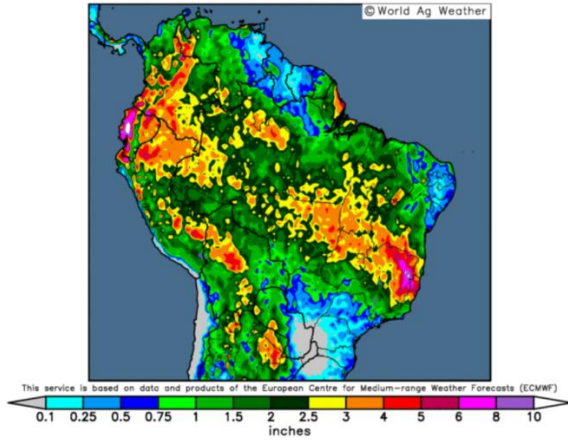 © World Ag Weather
This service is based on data and products of the European Centre for Medium-range Weather Forecasts (ECMWF)
0.1 0.25 0.5 0.75 1 1.5 2 2.5 3 4 5 6 8 10
inches